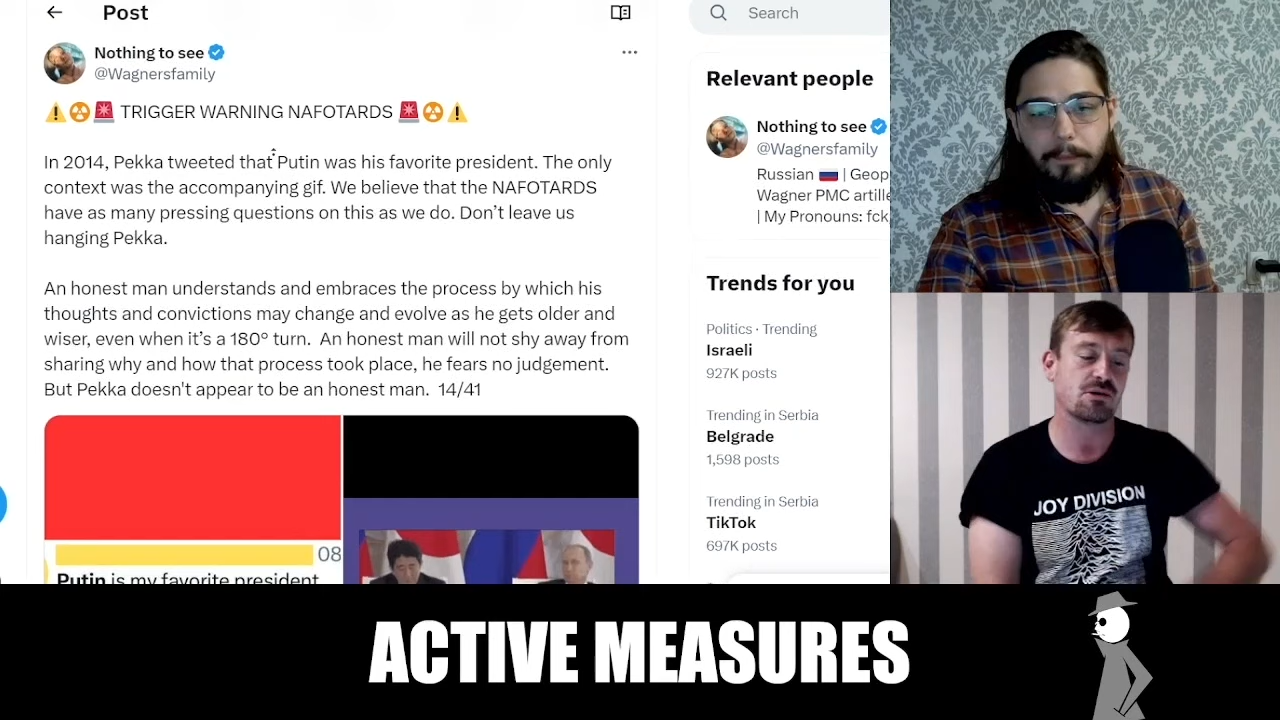 Post
Search
Nothing to see
@Wagnersfamily
⚠️☢️🚨 TRIGGER WARNING NAFOTARDS 🚨☢️⚠️
In 2014, Pekka tweeted that Putin was his favorite president. The only
context was the accompanying gif. We believe that the NAFOTARDS
have as many pressing questions on this as we do. Don’t leave us
hanging Pekka.
An honest man understands and embraces the process by which his
thoughts and convictions may change and evolve as he gets older and
wiser, even when it’s a 180° turn. An honest man will not shy away from
sharing why and how that process took place, he fears no judgement.
But Pekka doesn't appear to be an honest man. 14/41
08
Putin is my favorite president
Relevant people
Nothing to see
@Wagnersfamily
Russian 🇷🇺 | Geop
Wagner PMC artille
| My Pronouns: fck
Trends for you
Politics · Trending
Israeli
927K posts
Trending in Serbia
Belgrade
1,598 posts
Trending in Serbia
TikTok
697K posts
JOY DIVISION
ACTIVE MEASURES